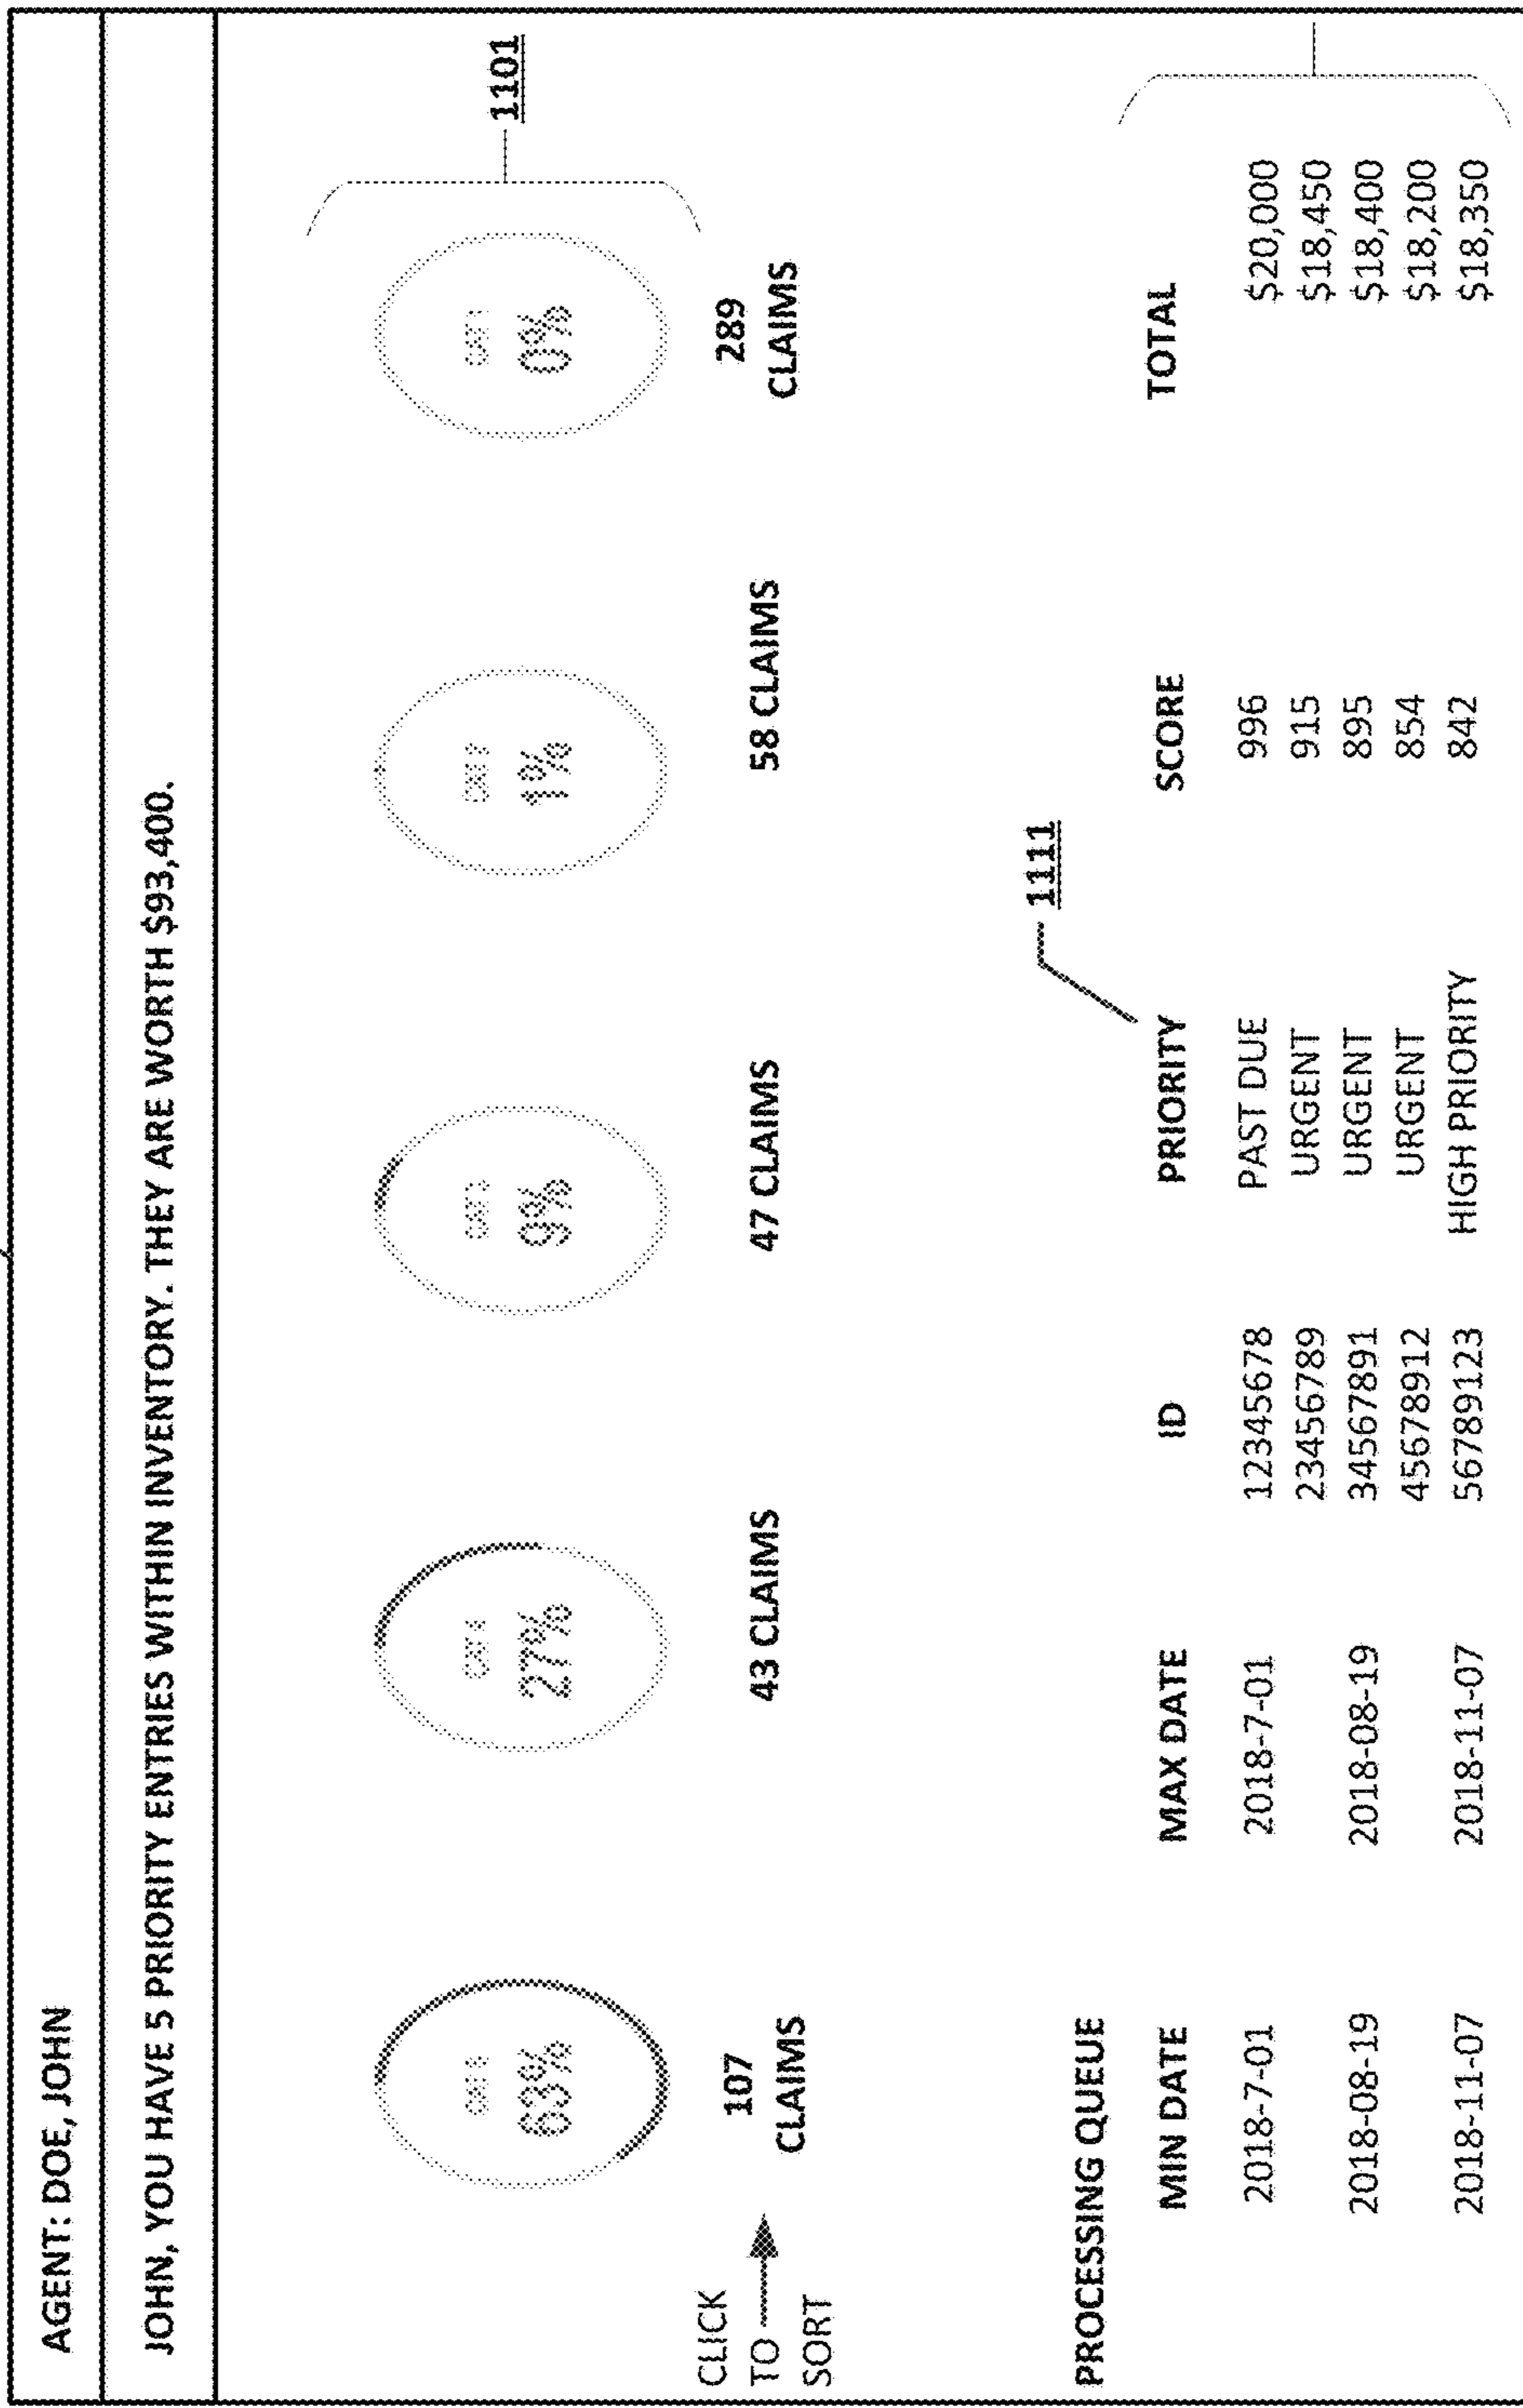 AGENT: DOE, JOHN
JOHN, YOU HAVE 5 PRIORITY ENTRIES WITHIN INVENTORY. THEY ARE WORTH $93,400.
1101
63% 27% 9% 1% 0%
CLICK TO SORT
107 CLAIMS
43 CLAIMS
47 CLAIMS
58 CLAIMS
289 CLAIMS
1111
PROCESSING QUEUE
MIN DATE MAX DATE ID PRIORITY SCORE TOTAL
2018-7-01 2018-7-01 12345678 PAST DUE 996 $20,000
23456789 URGENT 915 $18,450
2018-08-19 2018-08-19 34567891 URGENT 895 $18,400
45678912 URGENT 854 $18,200
2018-11-07 2018-11-07 56789123 HIGH PRIORITY 842 $18,350